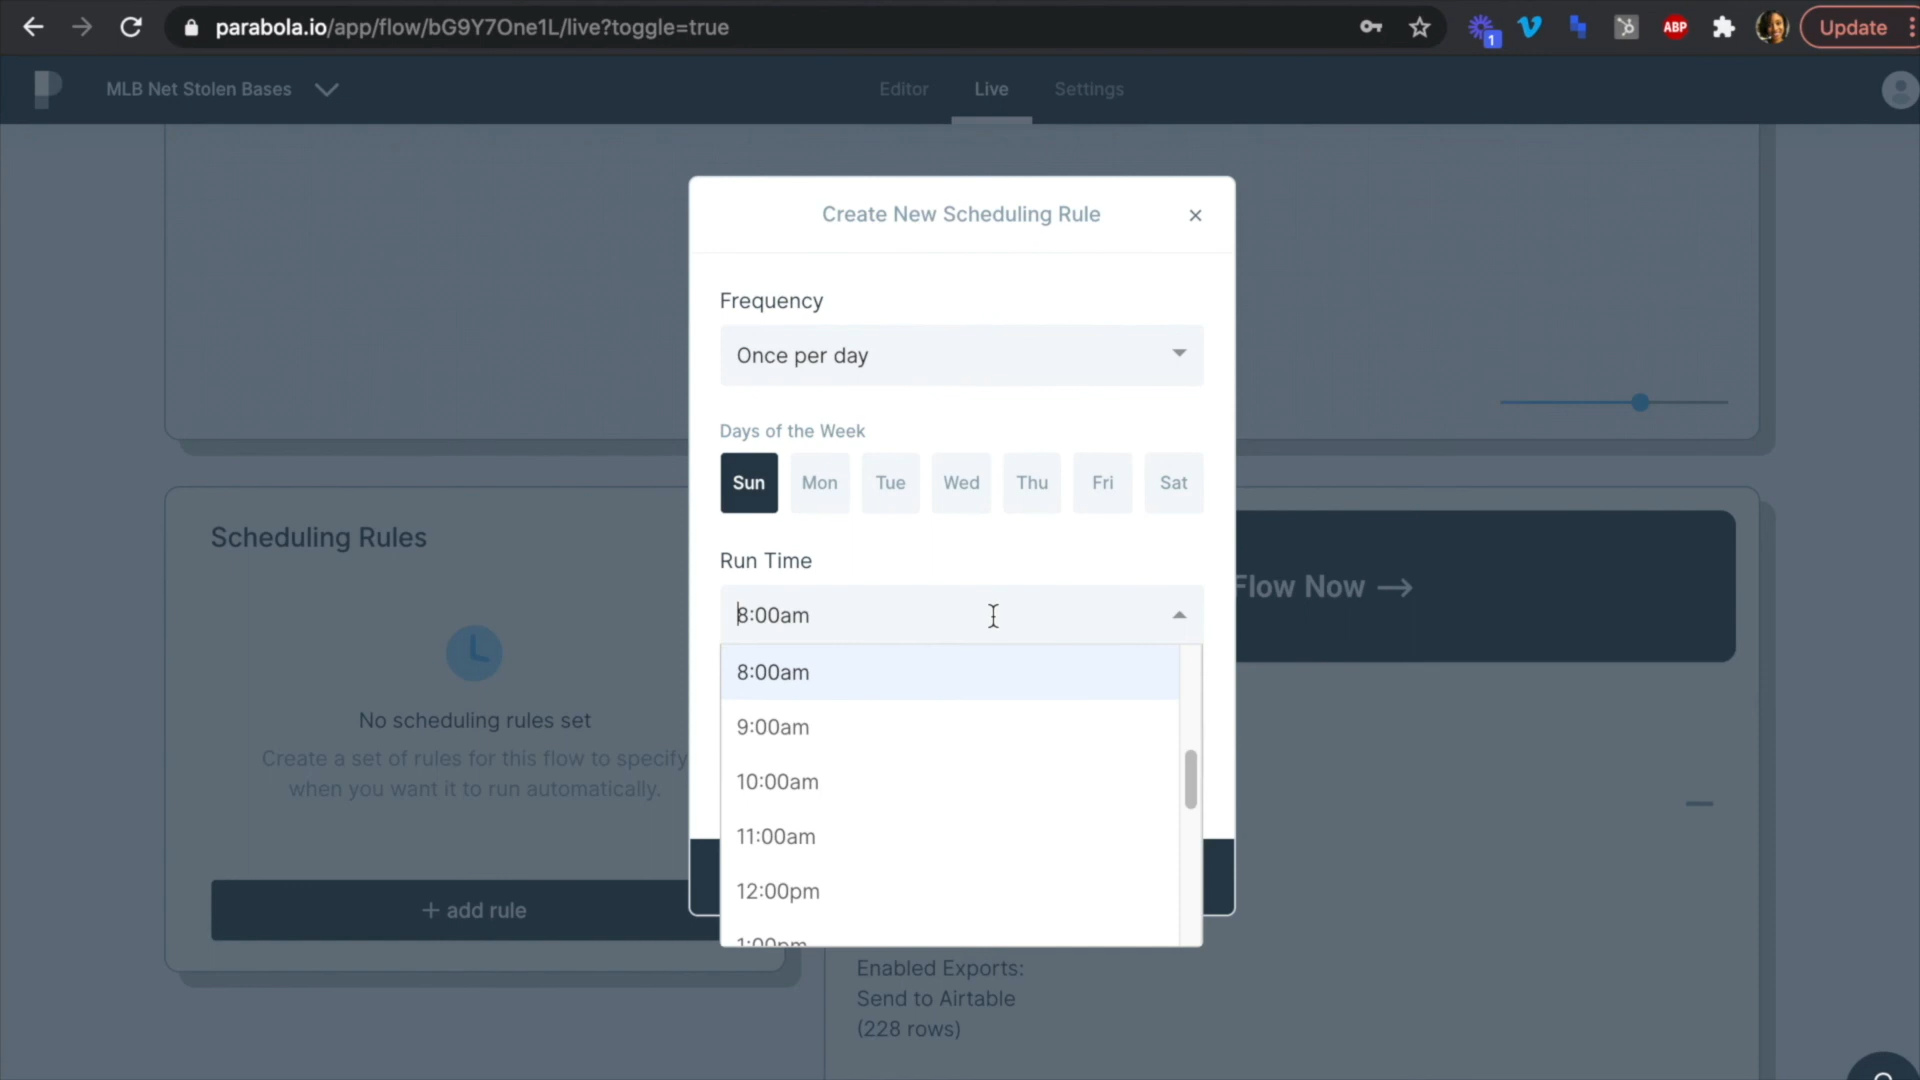 parabola.io/app/flow/bG9Y7One1L/live?toggle=true
1
ABP
Update
MLB Net Stolen Bases
Editor
Live
Settings
Create New Scheduling Rule
Frequency
Once per day
Days of the Week
Sun Mon Tue Wed Thu Fri Sat
Run Time
8:00am
8:00am
9:00am
10:00am
11:00am
12:00pm
1:00pm
Scheduling Rules
No scheduling rules set
Create a set of rules for this flow to specify
when you want it to run automatically.
+ add rule
Flow Now →
Enabled Exports:
Send to Airtable
(228 rows)